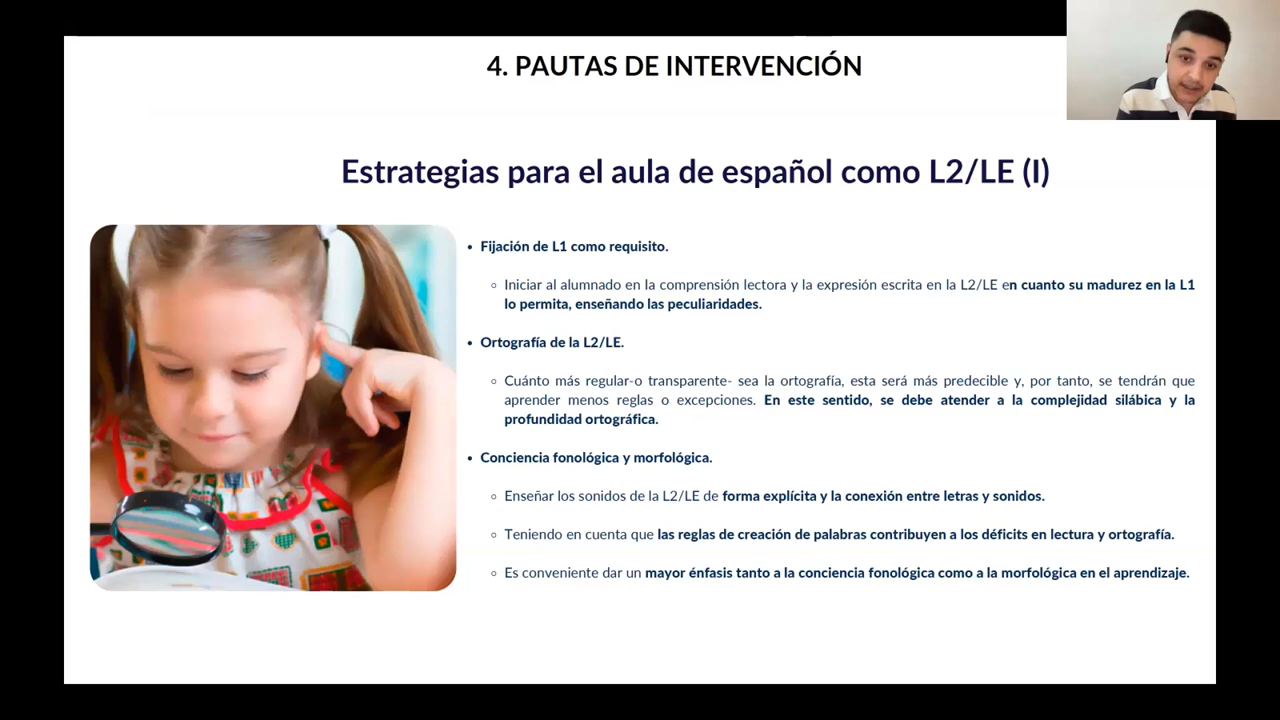 4. PAUTAS DE INTERVENCIÓN
Estrategias para el aula de español como L2/LE (I)
• Fijación de L1 como requisito.
◦ Iniciar al alumnado en la comprensión lectora y la expresión escrita en la L2/LE en cuanto su madurez en la L1
lo permita, enseñando las peculiaridades.
• Ortografía de la L2/LE.
◦ Cuánto más regular-o transparente- sea la ortografía, esta será más predecible y, por tanto, se tendrán que
aprender menos reglas o excepciones. En este sentido, se debe atender a la complejidad silábica y la
profundidad ortográfica.
• Conciencia fonológica y morfológica.
◦ Enseñar los sonidos de la L2/LE de forma explícita y la conexión entre letras y sonidos.
◦ Teniendo en cuenta que las reglas de creación de palabras contribuyen a los déficits en lectura y ortografía.
◦ Es conveniente dar un mayor énfasis tanto a la conciencia fonológica como a la morfológica en el aprendizaje.